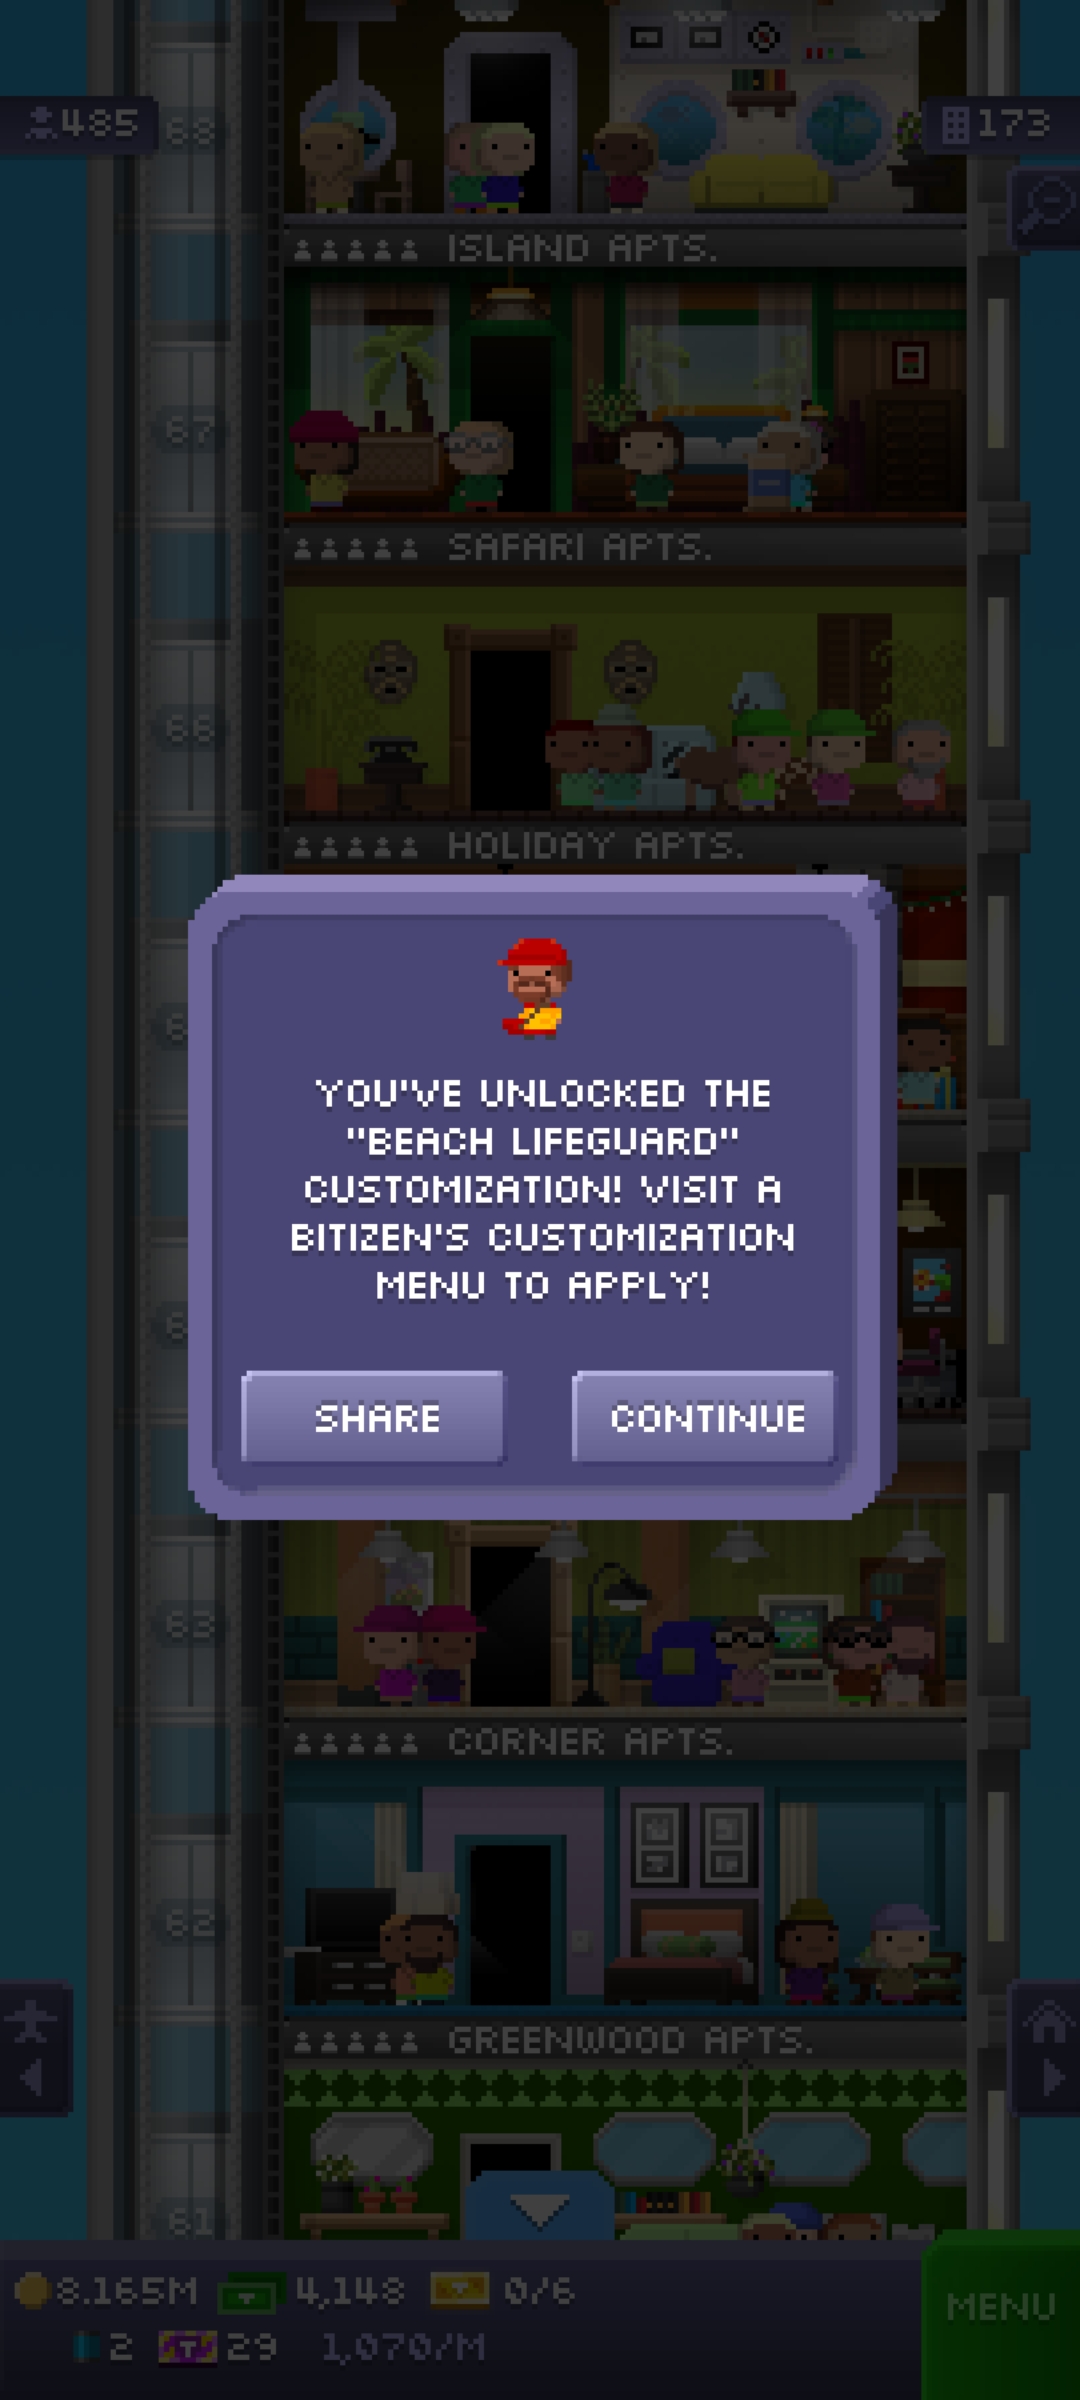 485
68
173
ISLAND APTS.
67
SAFARI APTS.
66
HOLIDAY APTS.
YOU'VE UNLOCKED THE
"BEACH LIFEGUARD"
CUSTOMIZATION! VISIT A
BITIZEN'S CUSTOMIZATION
MENU TO APPLY!
SHARE
CONTINUE
63
CORNER APTS.
62
GREENWOOD APTS.
61
8.165M
4,148
0/6
MENU
2
T
29
1,070/M